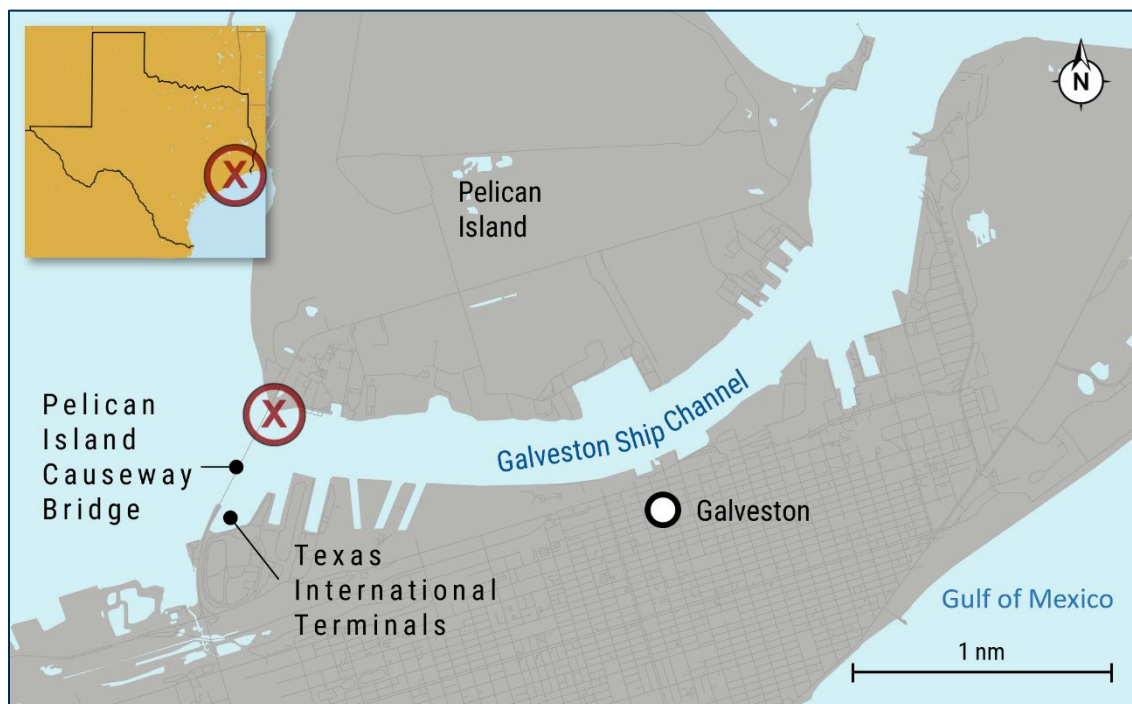 X
N
Pelican
Island
X
Pelican
Island
Causeway
Bridge
Galveston Ship Channel
Galveston
Texas
International
Terminals
Gulf of Mexico
1 nm